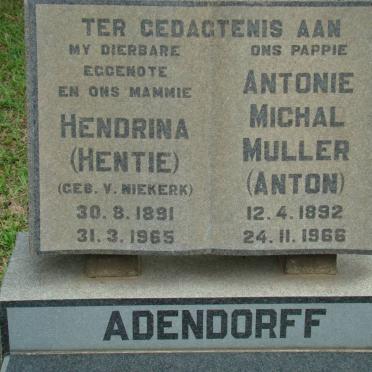 TER GEDAGTENIS AAN
MY DIERBARE
EGGENOTE
EN ONS MAMMIE
HENDRINA
(HENTIE)
(GEB. V. NIEKERK)
30. 8. 1891
31. 3. 1965
ONS PAPPIE
ANTONIE
MICHAL
MULLER
(ANTON)
12. 4. 1892
24. 11. 1966
ADENDORFF